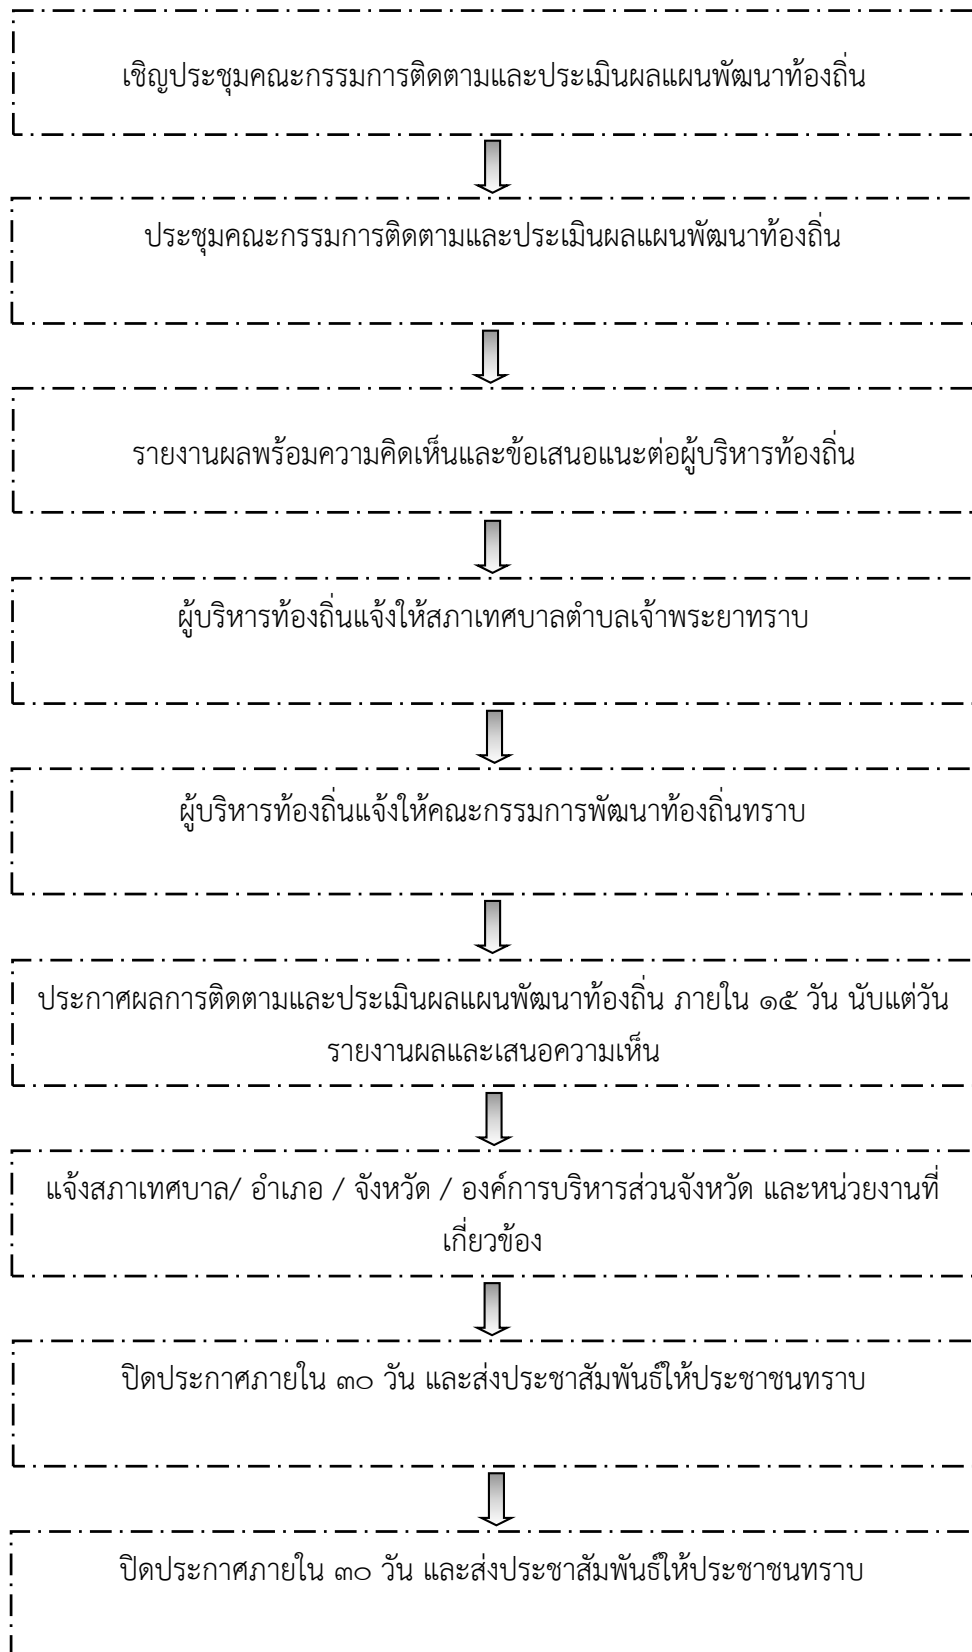 เชิญประชุมคณะกรรมการติดตามและประเมินผลแผนพัฒนาท้องถิ่น
ประชุมคณะกรรมการติดตามและประเมินผลแผนพัฒนาท้องถิ่น
รายงานผลพร้อมความคิดเห็นและข้อเสนอแนะต่อผู้บริหารท้องถิ่น
ผู้บริหารท้องถิ่นแจ้งให้สภาเทศบาลตำบลเจ้าพระยาทราบ
ผู้บริหารท้องถิ่นแจ้งให้คณะกรรมการพัฒนาท้องถิ่นทราบ
ประกาศผลการติดตามและประเมินผลแผนพัฒนาท้องถิ่น ภายใน ๑๕ วัน นับแต่วัน
รายงานผลและเสนอความเห็น
แจ้งสภาเทศบาล/ อำเภอ / จังหวัด / องค์การบริหารส่วนจังหวัด และหน่วยงานที่
เกี่ยวข้อง
ปิดประกาศภายใน ๓๐ วัน และส่งประชาสัมพันธ์ให้ประชาชนทราบ
ปิดประกาศภายใน ๓๐ วัน และส่งประชาสัมพันธ์ให้ประชาชนทราบ